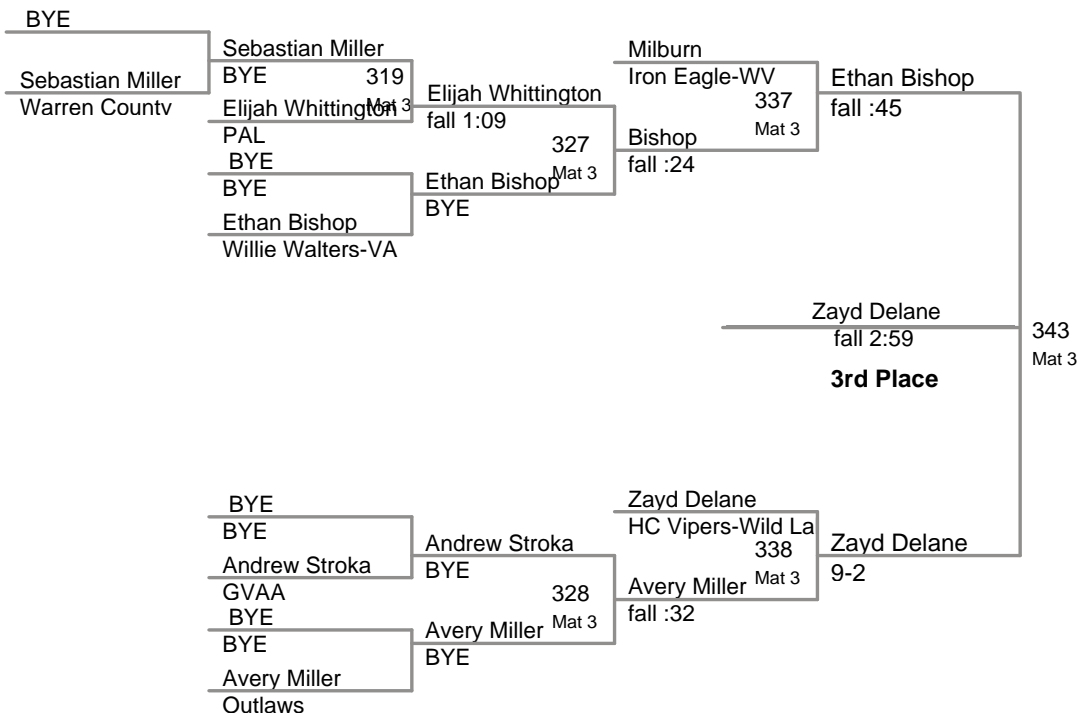 BYE
Sebastian Miller
Warren County
Sebastian Miller
BYE
319
Mat 3
Elijah Whittington
PAL
BYE
BYE
Ethan Bishop
Willie Walters-VA
Elijah Whittington
fall 1:09
327
Mat 3
Ethan Bishop
BYE
Milburn
Iron Eagle-WV
337
Mat 3
Bishop
fall :24
Ethan Bishop
fall :45
Zayd Delane
fall 2:59
3rd Place
343
Mat 3
BYE
BYE
Andrew Stroka
GVAA
BYE
BYE
Avery Miller
Outlaws
Andrew Stroka
BYE
328
Mat 3
Avery Miller
BYE
Zayd Delane
HC Vipers-Wild La
338
Mat 3
Avery Miller
fall :32
Zayd Delane
9-2